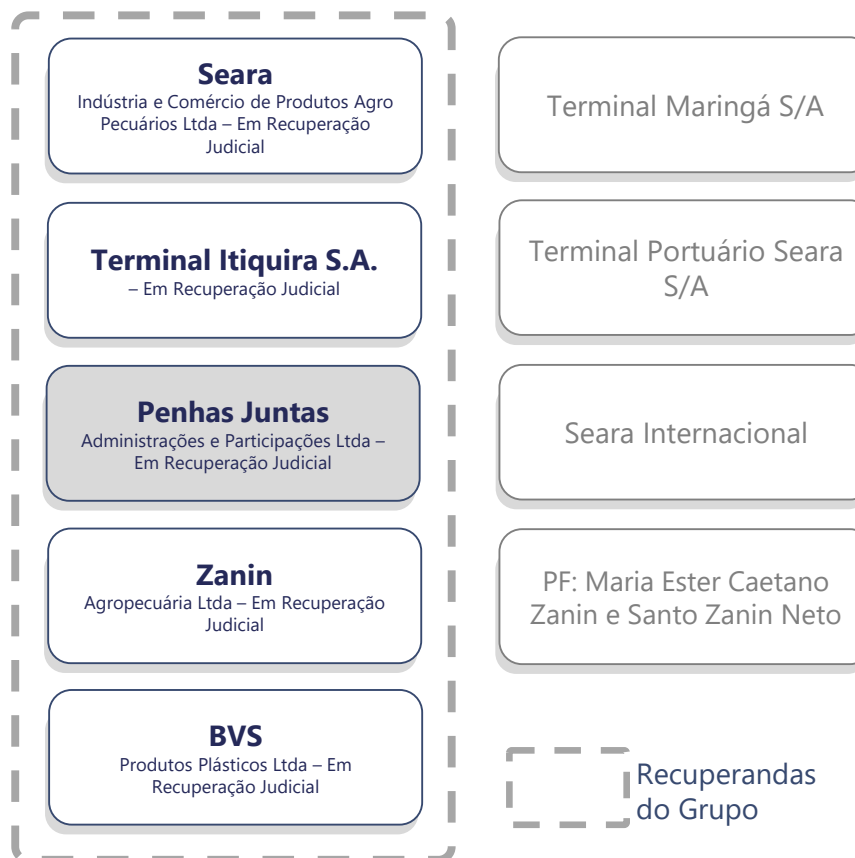 Seara
Indústria e Comércio de Produtos Agro
Pecuários Ltda – Em Recuperação
Judicial
Terminal Itiquira S.A.
– Em Recuperação Judicial
Penhas Juntas
Administrações e Participações Ltda –
Em Recuperação Judicial
Zanin
Agropecuária Ltda – Em Recuperação
Judicial
BVS
Produtos Plásticos Ltda – Em
Recuperação Judicial
Terminal Maringá S/A
Terminal Portuário Seara
S/A
Seara Internacional
PF: Maria Ester Caetano
Zanin e Santo Zanin Neto
Recuperandas
do Grupo